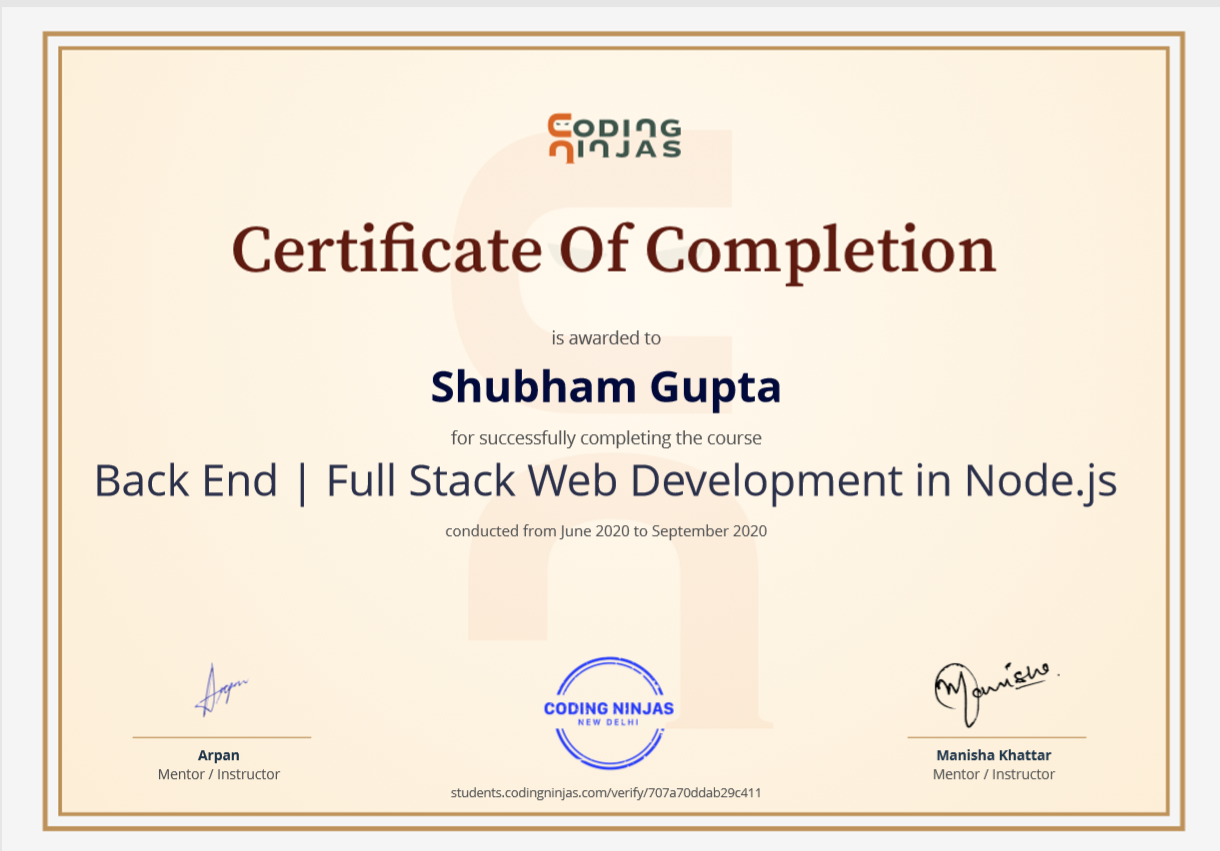 CODING
NINJAS
Certificate Of Completion
is awarded to
Shubham Gupta
for successfully completing the course
Back End | Full Stack Web Development in Node.js
conducted from June 2020 to September 2020
Arpan
Manisha
CODING NINJAS
NEW DELHI
Arpan
Mentor / Instructor
Manisha Khattar
Mentor / Instructor
students.codingninjas.com/verify/707a70ddab29c411